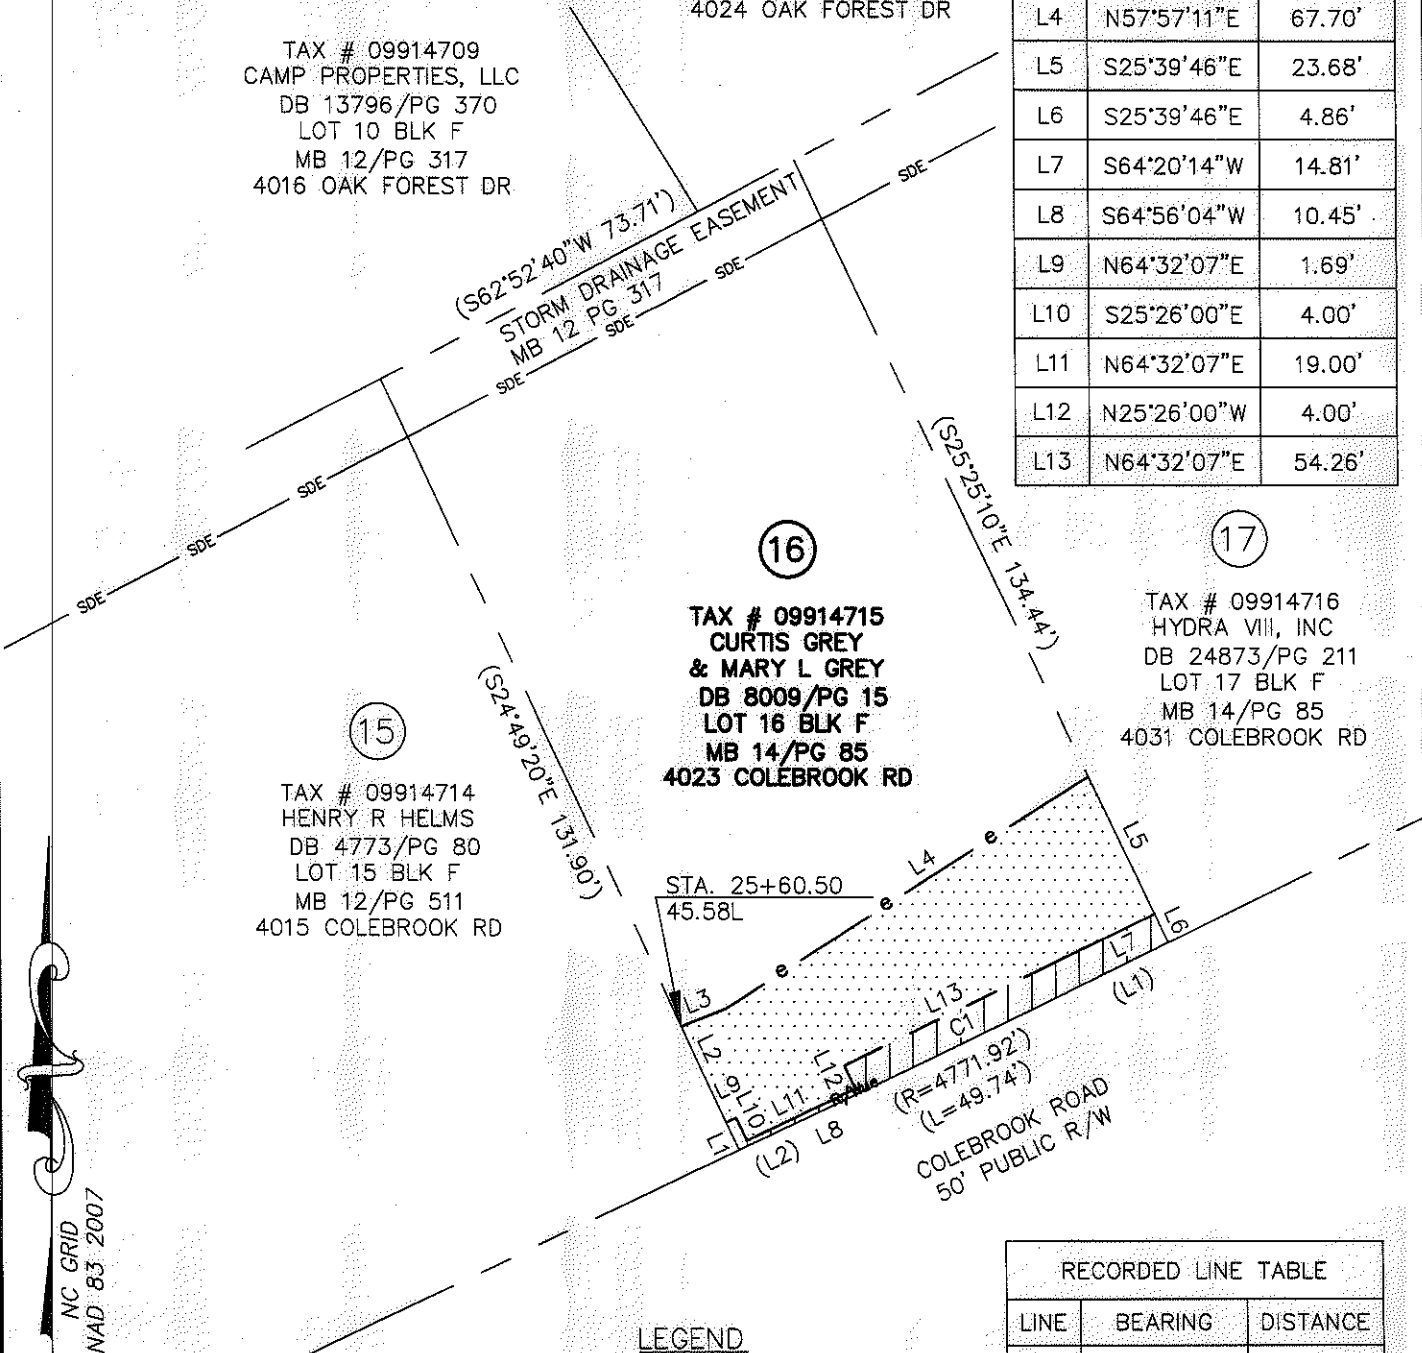 4024 OAK FOREST DR
TAX # 09914709
CAMP PROPERTIES, LLC
DB 13796/PG 370
LOT 10 BLK F
MB 12/PG 317
4016 OAK FOREST DR
L4 N57°57'11"E 67.70'
L5 S25°39'46"E 23.68'
L6 S25°39'46"E 4.86'
L7 S64°20'14"W 14.81'
L8 S64°56'04"W 10.45'
L9 N64°32'07"E 1.69'
L10 S25°26'00"E 4.00'
L11 N64°32'07"E 19.00'
L12 N25°26'00"W 4.00'
L13 N64°32'07"E 54.26'
(S62°52'40"W 73.71')
STORM DRAINAGE EASEMENT
MB 12 PG 317
SDE
SDE
SDE
SDE
SDE
SDE
SDE
(S25°25'10"E 134.44')
16
TAX # 09914715
CURTIS GREY
& MARY L GREY
DB 8009/PG 15
LOT 16 BLK F
MB 14/PG 85
4023 COLEBROOK RD
17
TAX # 09914716
HYDRA VIII, INC
DB 24873/PG 211
LOT 17 BLK F
MB 14/PG 85
4031 COLEBROOK RD
(S24°49'20"E 131.90')
15
TAX # 09914714
HENRY R HELMS
DB 4773/PG 80
LOT 15 BLK F
MB 12/PG 511
4015 COLEBROOK RD
STA. 25+60.50
45.58L
L4
e
e
e
L5
L6
L7
(L1)
L3
L2
L13
C1
L12
L9
L10
L11
L1
(L2)
L8
(R=4771.92')
(L=49.74')
COLEBROOK ROAD
50' PUBLIC R/W
NC GRID
NAD 83 2007
LEGEND
RECORDED LINE TABLE
LINE BEARING DISTANCE